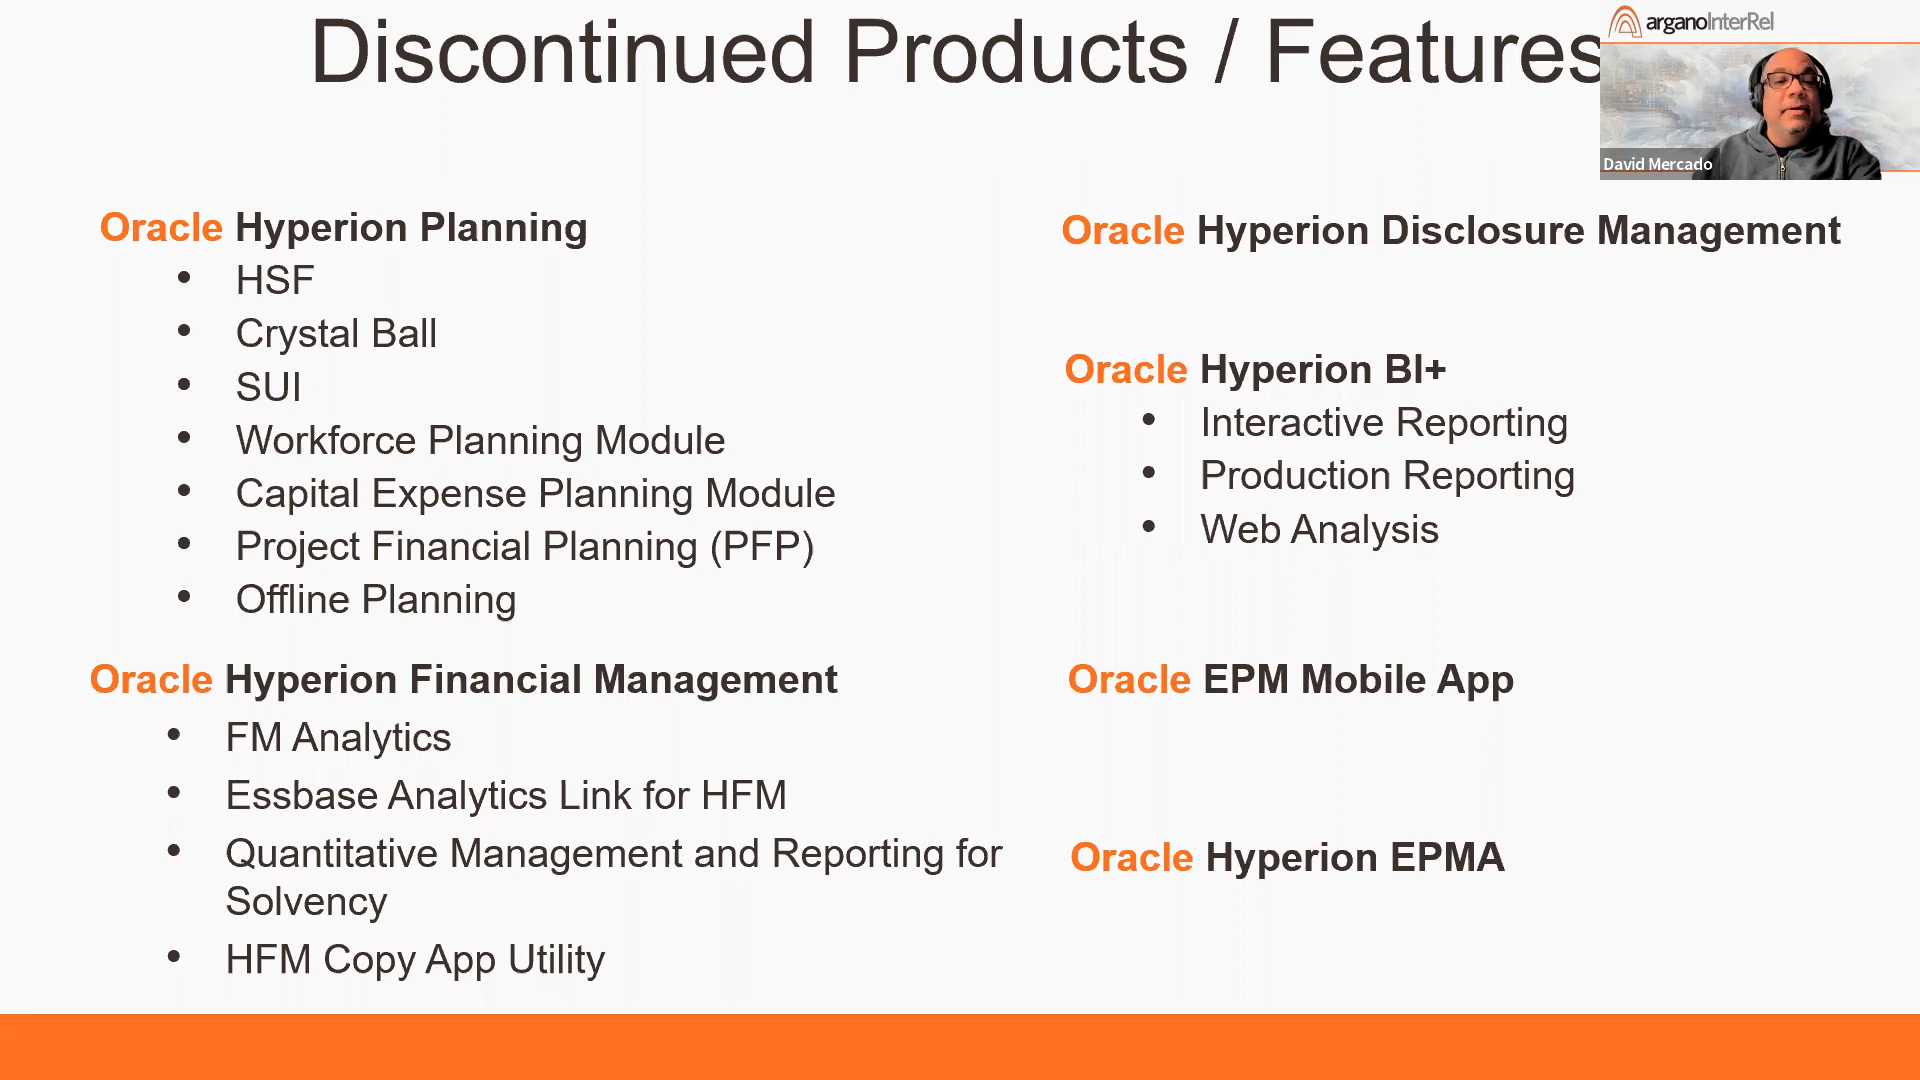 Discontinued Products / Features
arganoInterRel
David Mercado
Oracle Hyperion Planning
• HSF
• Crystal Ball
• SUI
• Workforce Planning Module
• Capital Expense Planning Module
• Project Financial Planning (PFP)
• Offline Planning
Oracle Hyperion Financial Management
• FM Analytics
• Essbase Analytics Link for HFM
• Quantitative Management and Reporting for
Solvency
• HFM Copy App Utility
Oracle Hyperion Disclosure Management
Oracle Hyperion BI+
• Interactive Reporting
• Production Reporting
• Web Analysis
Oracle EPM Mobile App
Oracle Hyperion EPMA